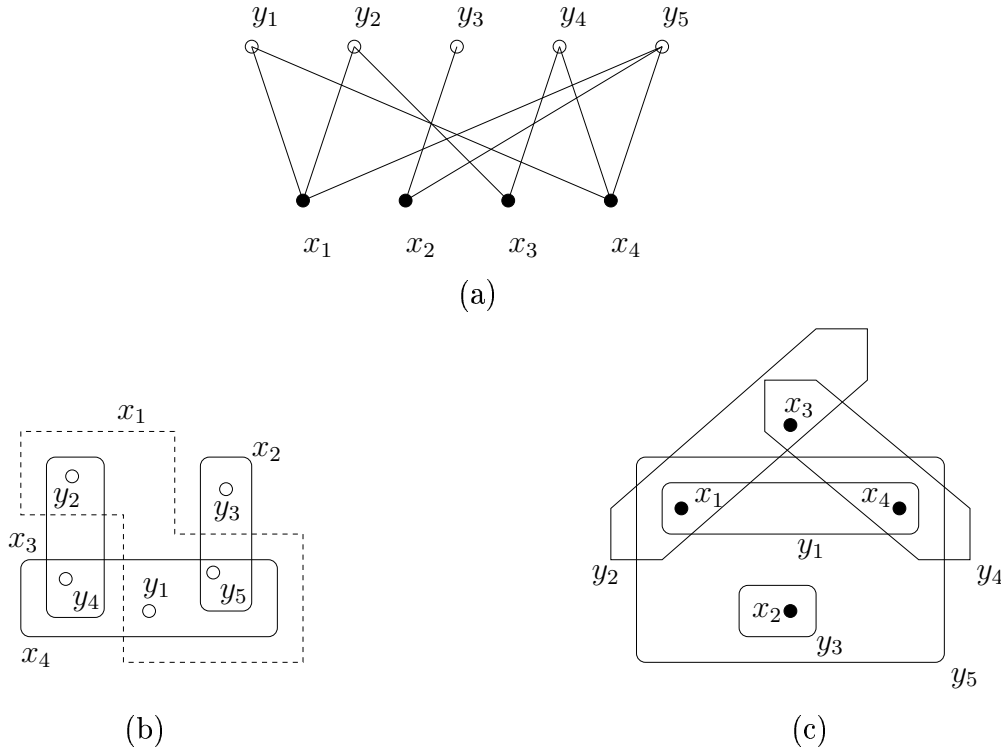 y₁ y₂ y₃ y₄ y₅
x₁ x₂ x₃ x₄
(a)
x₁
x₂
y₂ y₃
x₃
y₄ y₁ y₅
x₄
(b)
x₃
x₁ x₄
y₁
y₂ y₄
x₂
y₃
y₅
(c)